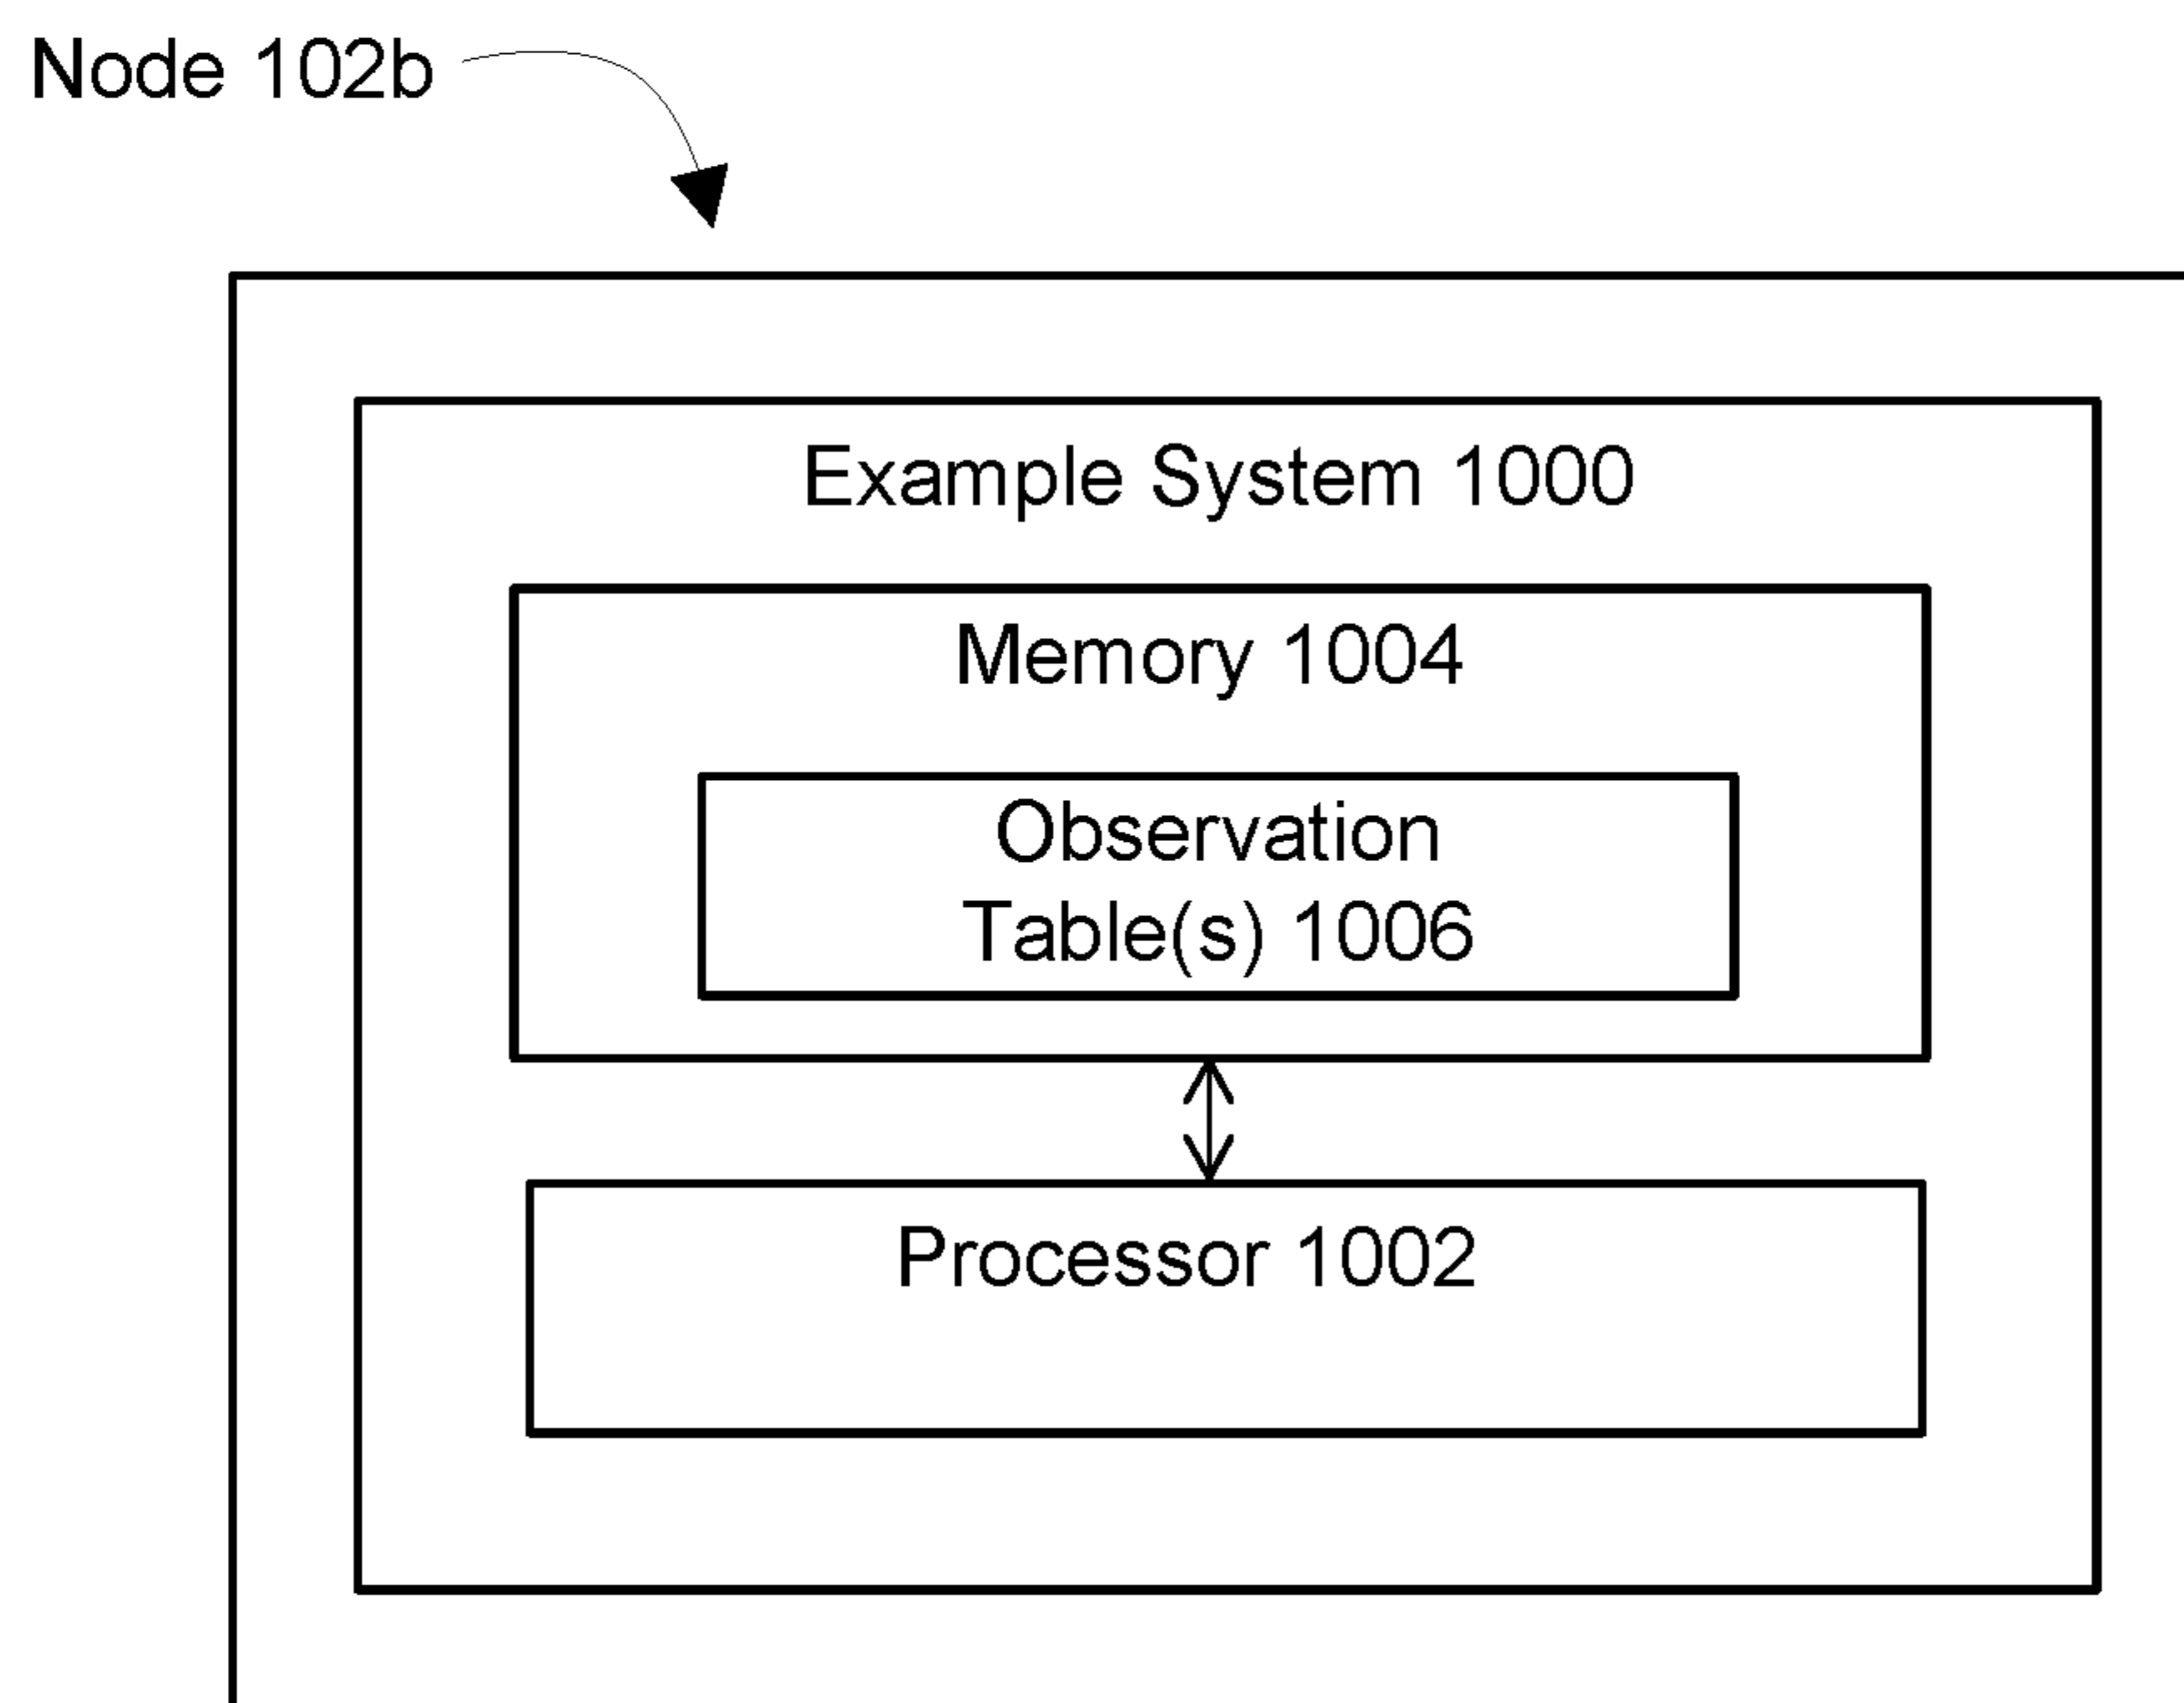 Node 102b
Example System 1000
Memory 1004
Observation
Table(s) 1006
Processor 1002